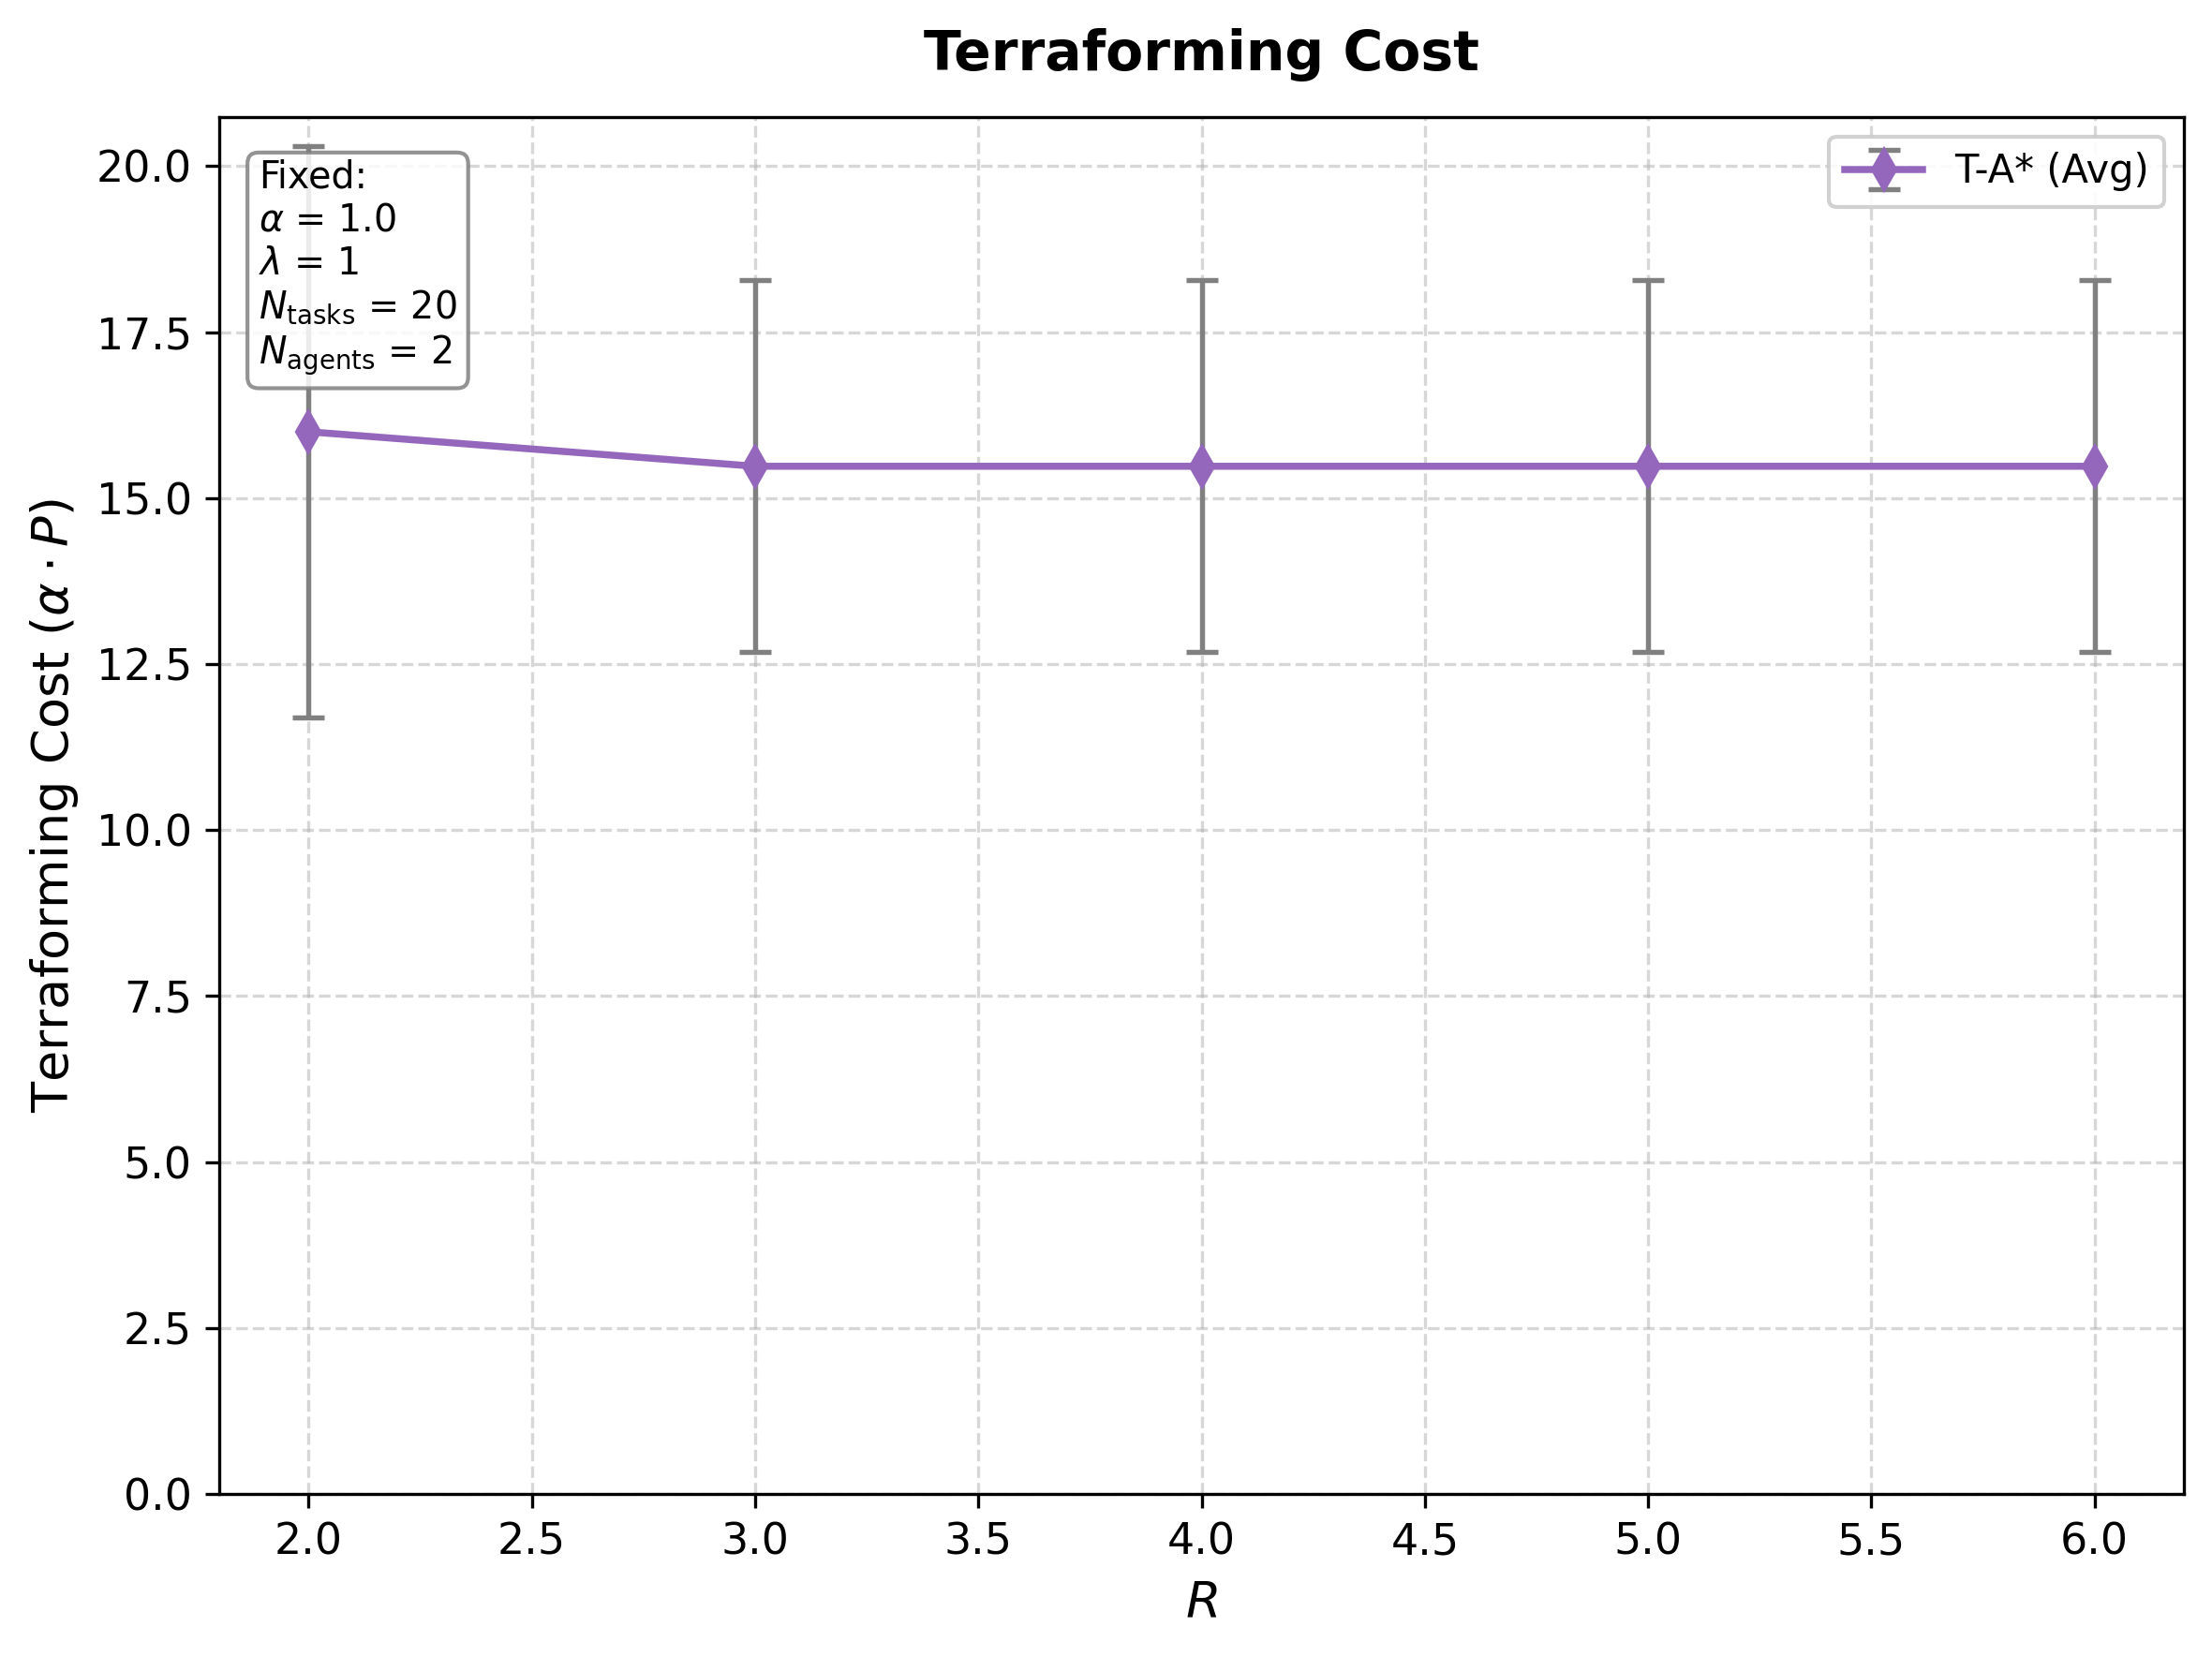 Terraforming Cost
Terraforming Cost (α · P)
20.0
17.5
15.0
12.5
10.0
7.5
5.0
2.5
0.0
Fixed:
α = 1.0
λ = 1
N_tasks = 20
N_agents = 2
T-A* (Avg)
2.0 2.5 3.0 3.5 4.0 4.5 5.0 5.5 6.0
R